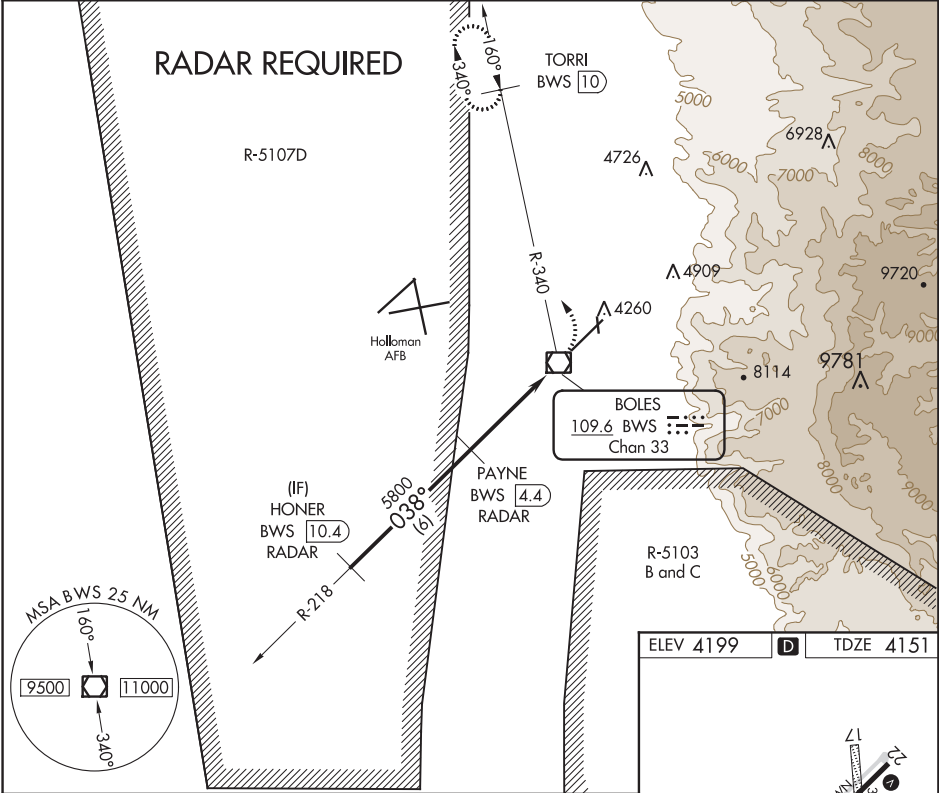 RADAR REQUIRED
160°
340°
TORRI
BWS 10
5000
R-5107D
4726
6928
6000
7000
8000
R-340
4909
9720
4260
9000
Holloman
AFB
8114
9781
BOLES
109.6 BWS
Chan 33
7000
PAYNE
BWS 4.4
RADAR
5800
038°
(6)
(IF)
HONER
BWS 10.4
RADAR
8000
9000
R-5103
B and C
5000
6000
R-218
MSA BWS 25 NM
160°
9500
11000
340°
ELEV 4199 D TDZE 4151
17
22
V